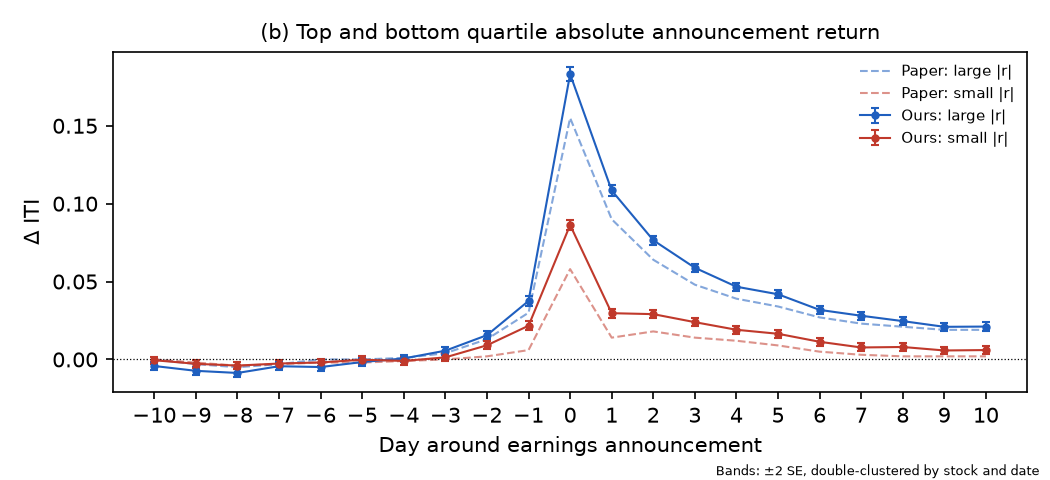 (b) Top and bottom quartile absolute announcement return
Δ ITI
0.15
0.10
0.05
0.00
Paper: large |r|
Paper: small |r|
Ours: large |r|
Ours: small |r|
−10 −9 −8 −7 −6 −5 −4 −3 −2 −1 0 1 2 3 4 5 6 7 8 9 10
Day around earnings announcement
Bands: ±2 SE, double-clustered by stock and date